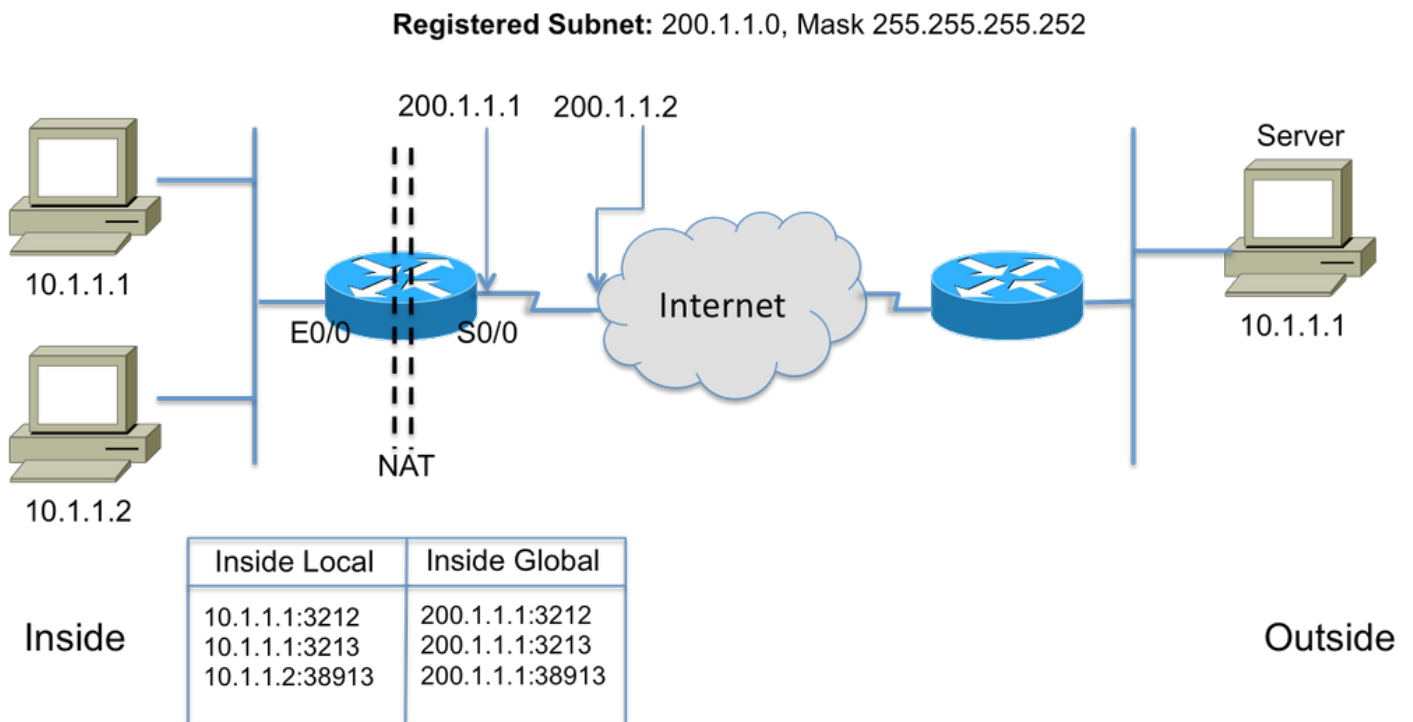 Registered Subnet: 200.1.1.0, Mask 255.255.255.252
200.1.1.1
200.1.1.2
Server
10.1.1.1
E0/0
S0/0
Internet
10.1.1.1
NAT
10.1.1.2
Inside Local
Inside Global
10.1.1.1:3212
200.1.1.1:3212
10.1.1.1:3213
200.1.1.1:3213
10.1.1.2:38913
200.1.1.1:38913
Inside
Outside